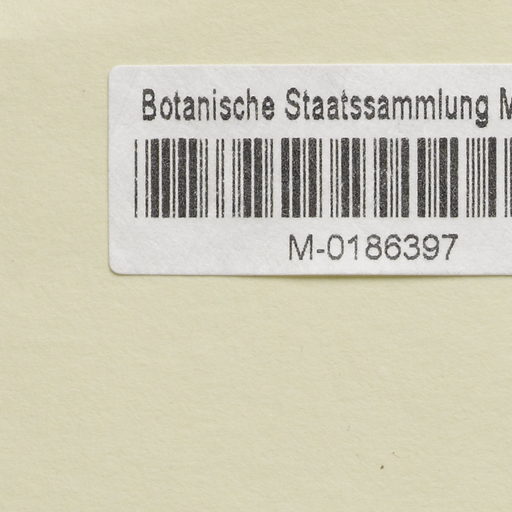 Botanische Staatssammlung M
M-0186397